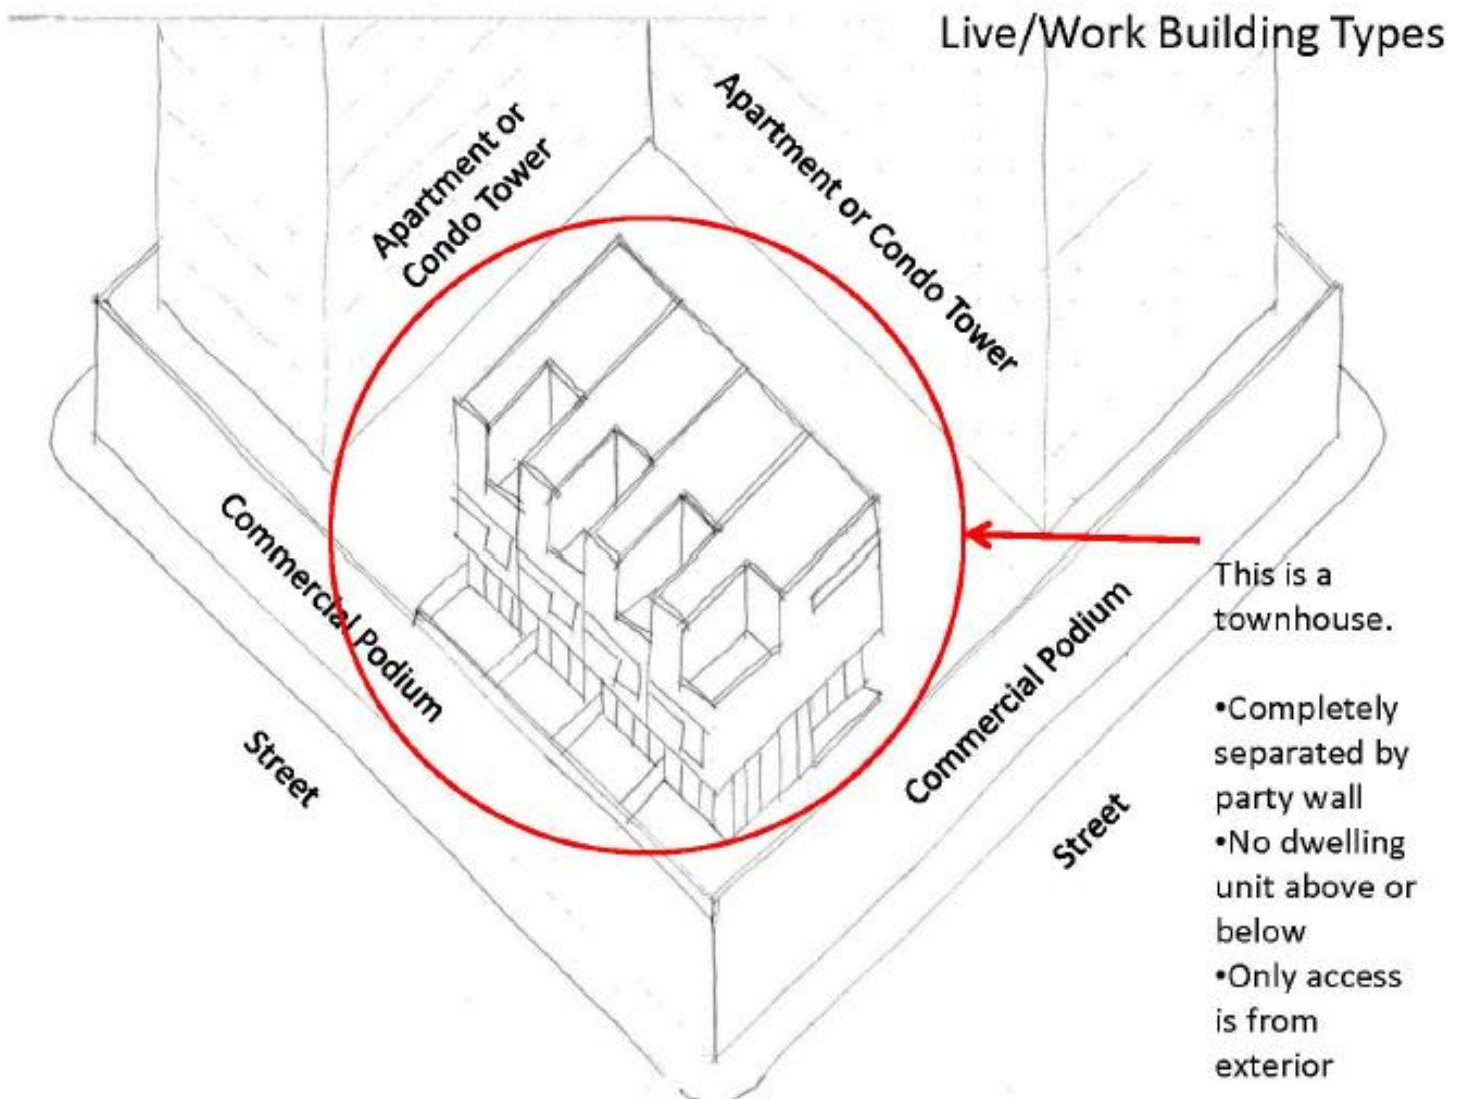 Live/Work Building Types
Apartment or
Condo Tower
Apartment or Condo Tower
Commercial Podium
Street
Commercial Podium
Street
This is a
townhouse.
•Completely
separated by
party wall
•No dwelling
unit above or
below
•Only access
is from
exterior